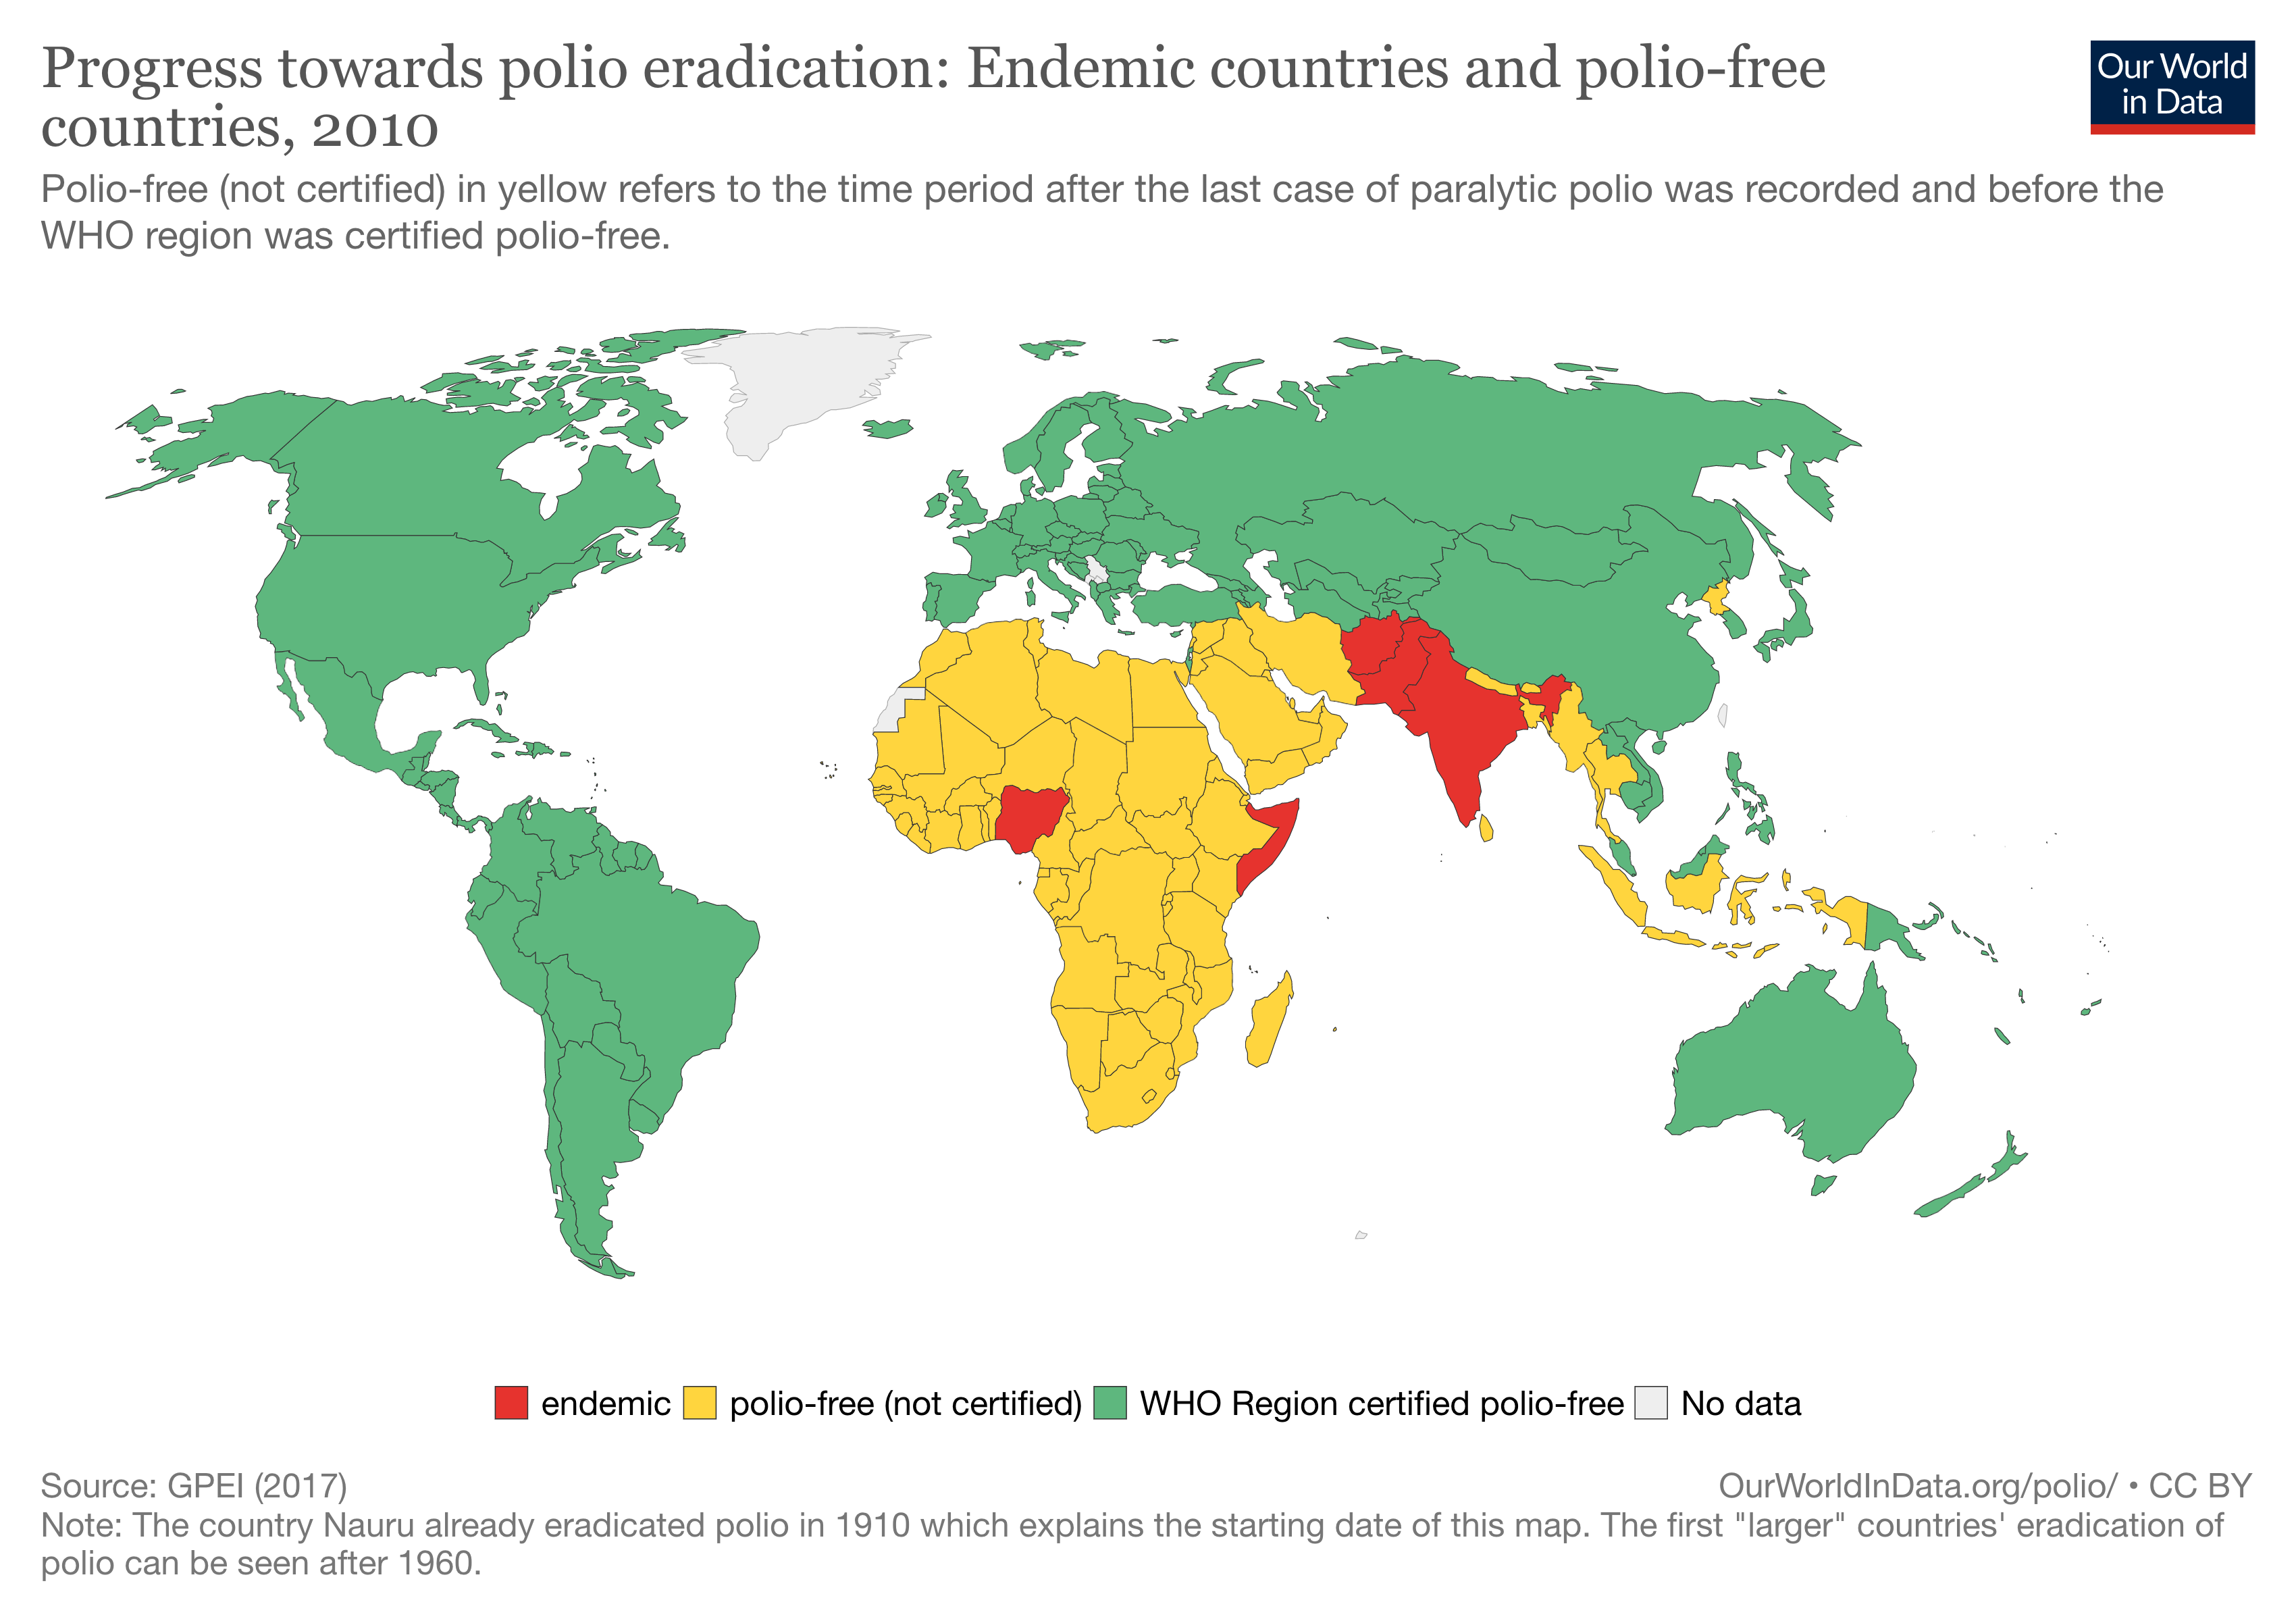 Progress towards polio eradication: Endemic countries and polio-free
countries, 2010
Our World
in Data
Polio-free (not certified) in yellow refers to the time period after the last case of paralytic polio was recorded and before the
WHO region was certified polio-free.
endemic polio-free (not certified) WHO Region certified polio-free No data
Source: GPEI (2017)
OurWorldInData.org/polio/ • CC BY
Note: The country Nauru already eradicated polio in 1910 which explains the starting date of this map. The first "larger" countries' eradication of
polio can be seen after 1960.